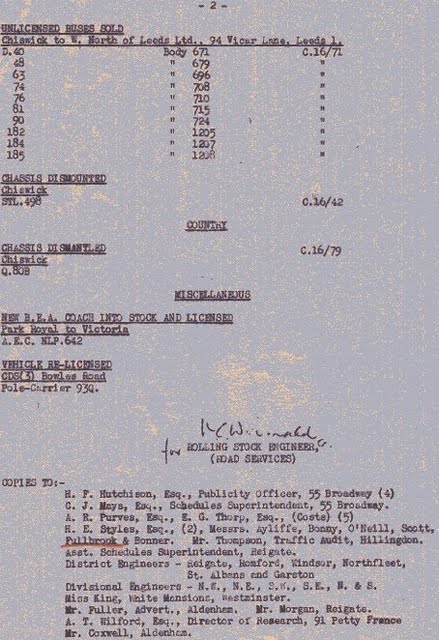 - 2 -
UNLICENSED BUSES SOLD
Chiswick to W. North of Leeds Ltd., 94 Vicar Lane, Leeds 1.
D.40 Body 671 C.16/71
48 " 679 "
63 " 696 "
74 " 708 "
76 " 710 "
81 " 715 "
90 " 724 "
182 " 1205 "
184 " 1207 "
185 " 1208 "
CHASSIS DISMOUNTED
Chiswick
STL.498 C.16/42
COUNTRY
CHASSIS DISMANTLED C.16/79
Chiswick
Q.80B
MISCELLANEOUS
NEW B.E.A. COACH INTO STOCK AND LICENSED
Park Royal to Victoria
A.E.C. NLP.642
VEHICLE RE-LICENSED
CDS(3) Bowles Road
Pole-Carrier 93Q.
for ROLLING STOCK ENGINEER,
(ROAD SERVICES)
COPIES TO:-
H. F. Hutchison, Esq., Publicity Officer, 55 Broadway (4)
C. J. Mays, Esq., Schedules Superintendent, 55 Broadway.
A. R. Purves, Esq., E. G. Thorp, Esq., (Costs) (5)
H. E. Styles, Esq., (2), Messrs. Ayliffe, Boney, O'Neill, Scott,
Fullbrook & Bonner. Mr. Thompson, Traffic Audit, Hillingdon.
Asst. Schedules Superintendent, Reigate.
District Engineers - Reigate, Romford, Windsor, Northfleet,
St. Albans and Garston
Divisional Engineers - N.W., N.E., S.W., S.E., N. & S.
Miss King, White Mansions, Westminster.
Mr. Fuller, Advert., Aldenham. Mr. Morgan, Reigate.
A. T. Wilford, Esq., Director of Research, 91 Petty France
Mr. Coxwell, Aldenham.